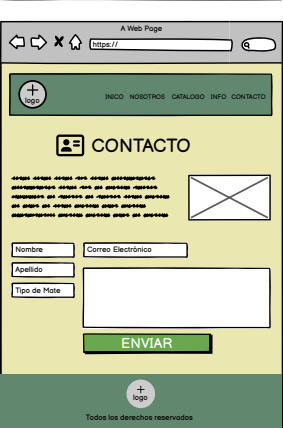 A Web Page
https://
+
logo
INICO NOSOTROS CATALOGO INFO CONTACTO
CONTACTO
Nombre
Correo Electrónico
Apellido
Tipo de Mate
ENVIAR
+
logo
Todos los derechos reservados